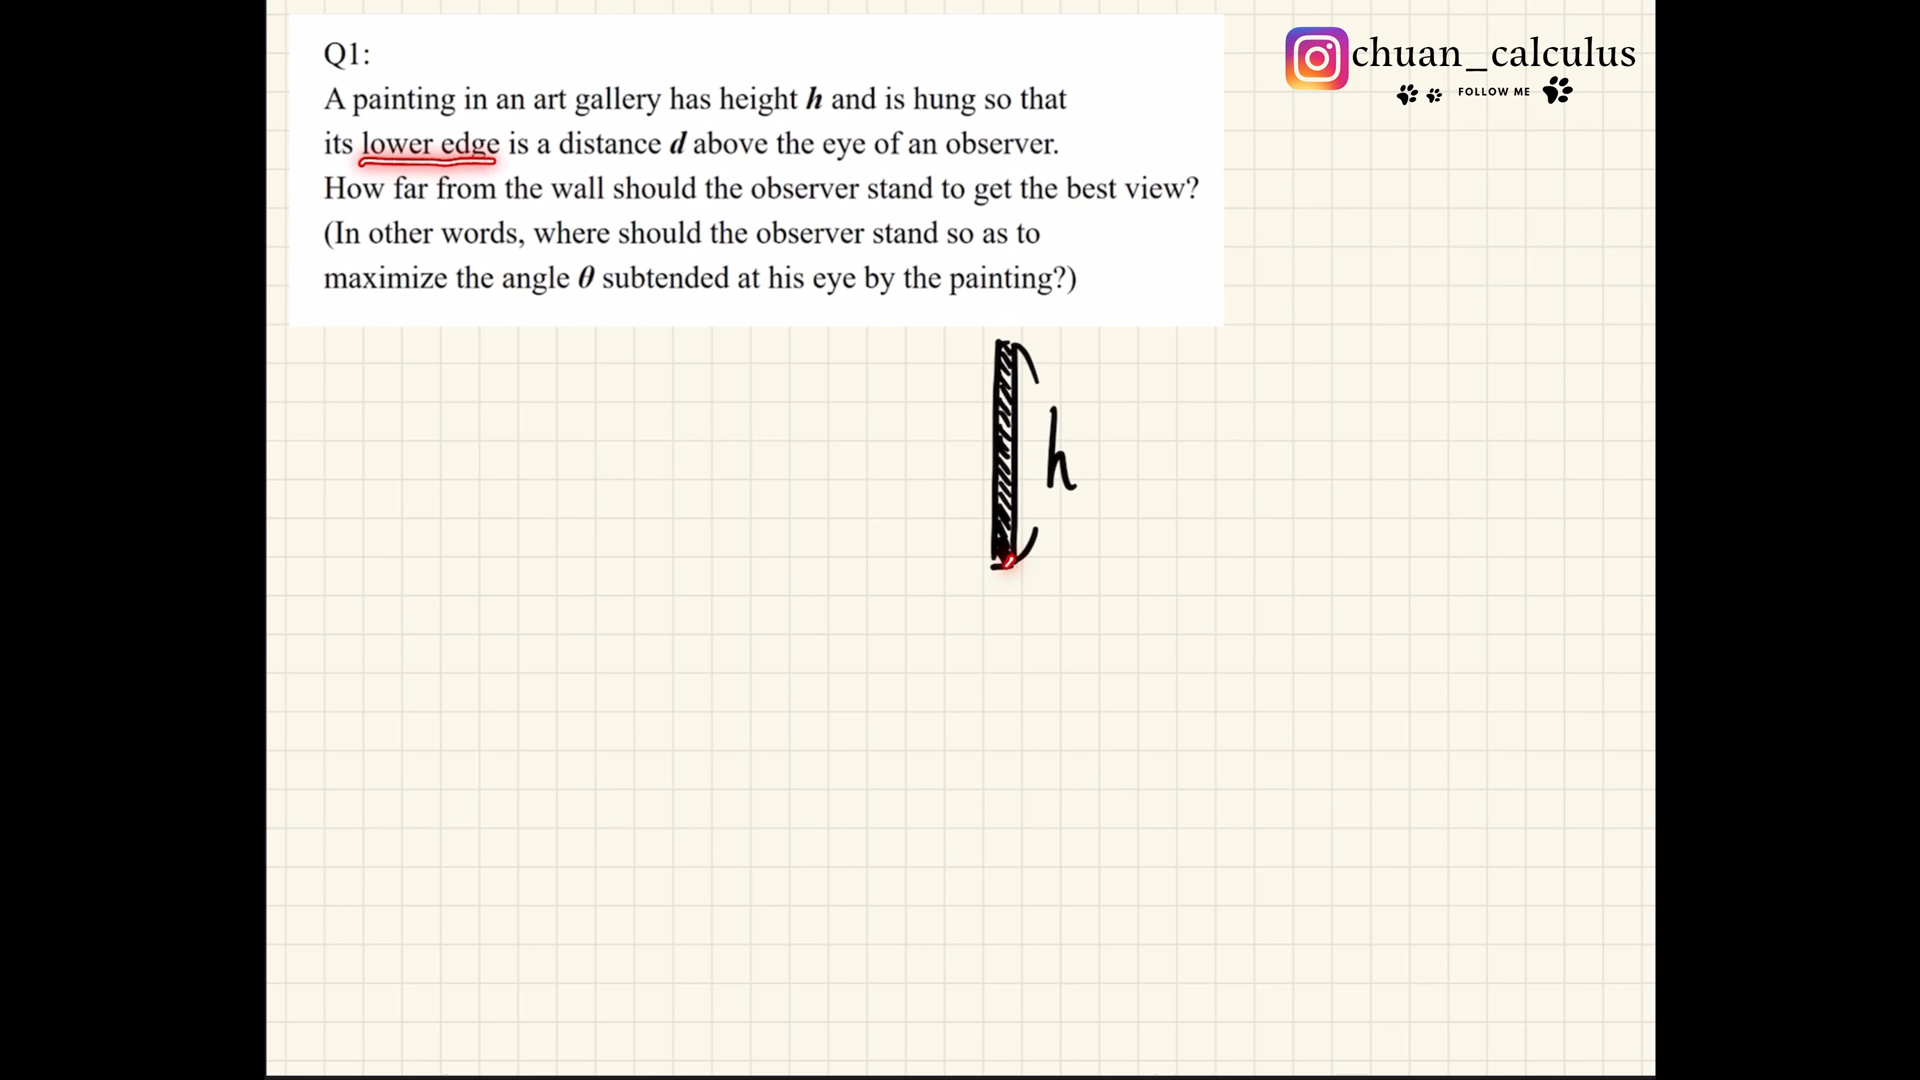 Q1:
A painting in an art gallery has height h and is hung so that
its lower edge is a distance d above the eye of an observer.
How far from the wall should the observer stand to get the best view?
(In other words, where should the observer stand so as to
maximize the angle θ subtended at his eye by the painting?)
chuan_calculus
FOLLOW ME
h